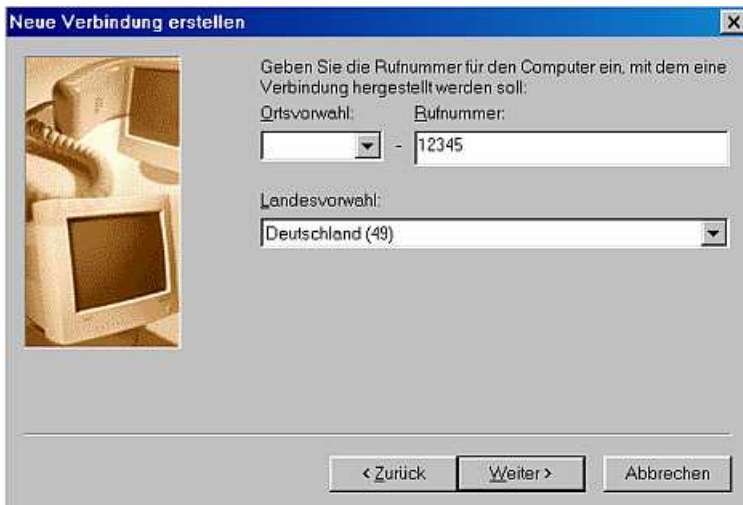 Neue Verbindung erstellen
Geben Sie die Rufnummer für den Computer ein, mit dem eine
Verbindung hergestellt werden soll:
Ortsvorwahl: Rufnummer:
- 12345
Landesvorwahl:
Deutschland (49)
< Zurück Weiter > Abbrechen